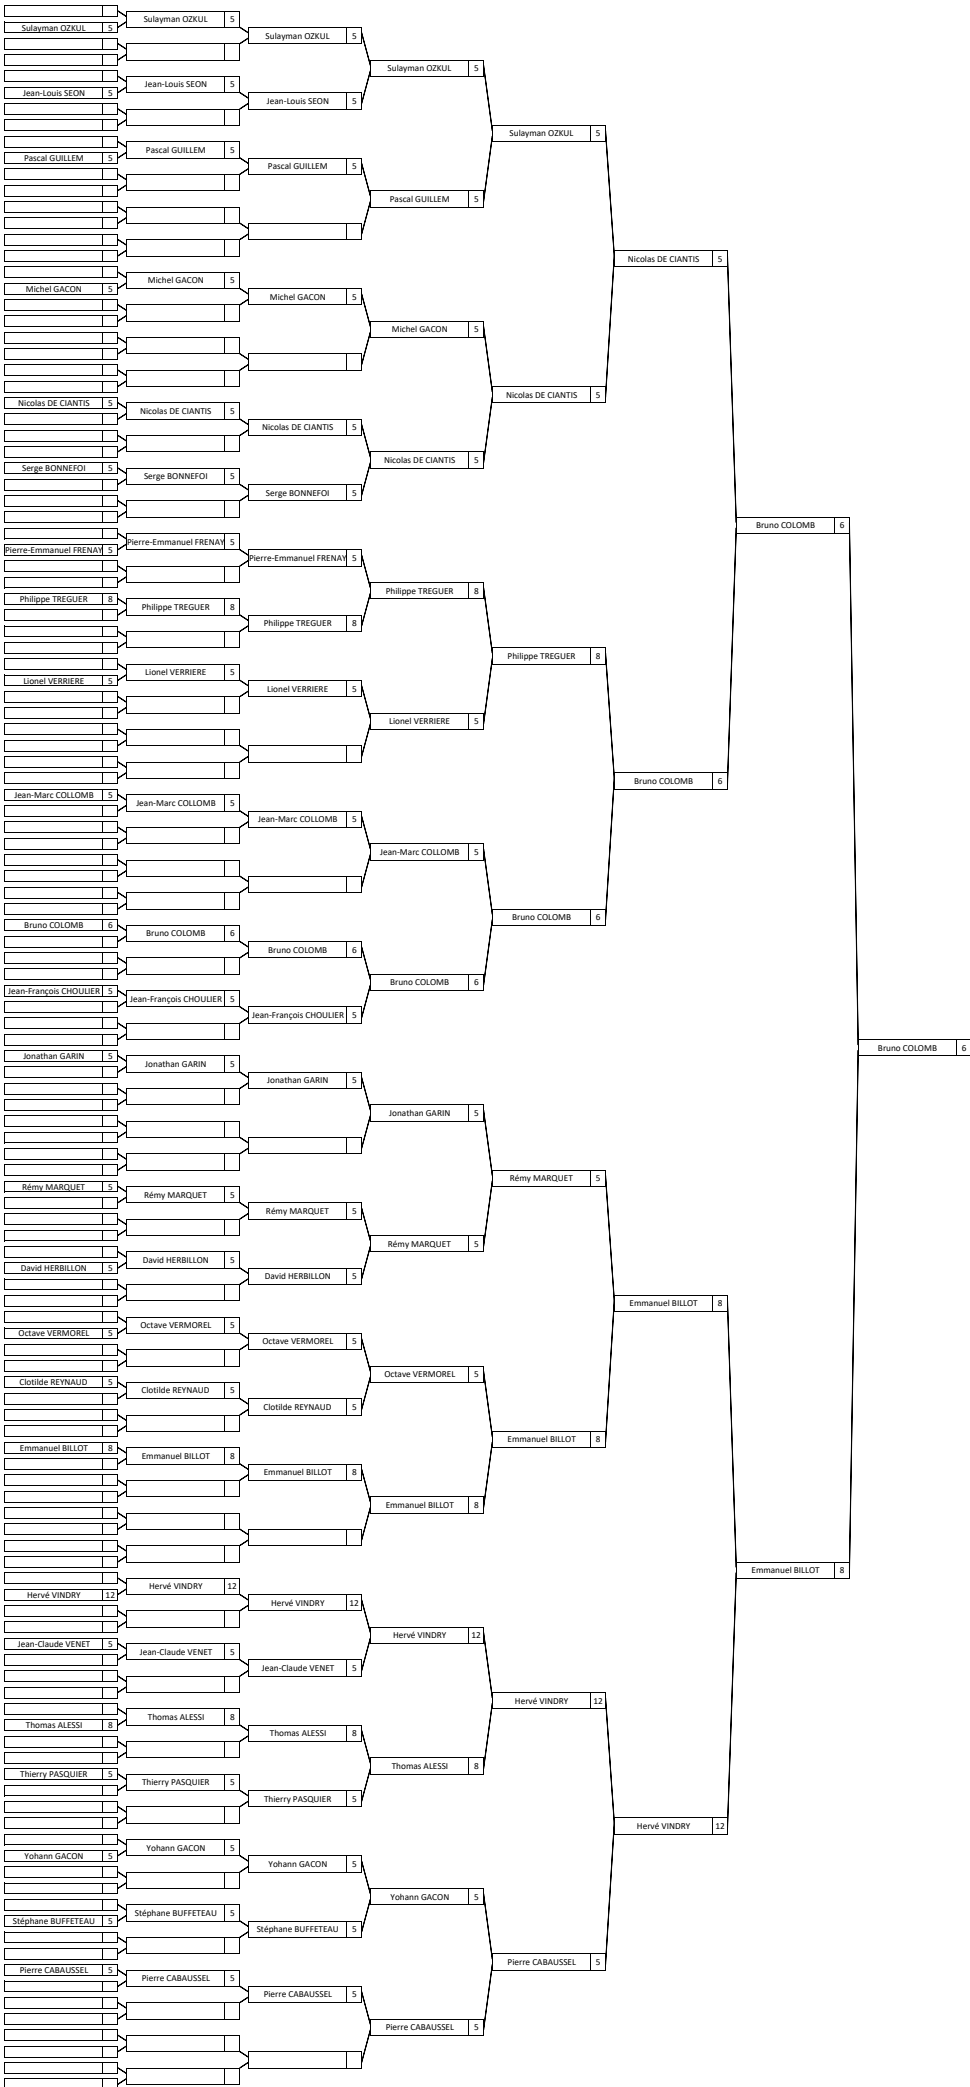 Sulayman OZKUL 5
Jean-Louis SEON 5
Pascal GUILLEM 5
Michel GACON 5
Nicolas DE CIANTIS 5
Serge BONNEFOI 5
Pierre-Emmanuel FRENAY 5
Philippe TREGUER 8
Lionel VERRIERE 5
Jean-Marc COLLOMB 5
Bruno COLOMB 6
Jean-François CHOULIER 5
Jonathan GARIN 5
Rémy MARQUET 5
David HERBILLON 5
Octave VERMOREL 5
Clotilde REYNAUD 5
Emmanuel BILLOT 8
Hervé VINDRY 12
Jean-Claude VENET 5
Thomas ALESSI 8
Thierry PASQUIER 5
Yohann GACON 5
Stéphane BUFFETEAU 5
Pierre CABAUSSEL 5
Sulayman OZKUL 5
Jean-Louis SEON 5
Pascal GUILLEM 5
Michel GACON 5
Nicolas DE CIANTIS 5
Serge BONNEFOI 5
Pierre-Emmanuel FRENAY 5
Philippe TREGUER 8
Lionel VERRIERE 5
Jean-Marc COLLOMB 5
Bruno COLOMB 6
Jean-François CHOULIER 5
Jonathan GARIN 5
Rémy MARQUET 5
David HERBILLON 5
Octave VERMOREL 5
Clotilde REYNAUD 5
Emmanuel BILLOT 8
Hervé VINDRY 12
Jean-Claude VENET 5
Thomas ALESSI 8
Thierry PASQUIER 5
Yohann GACON 5
Stéphane BUFFETEAU 5
Pierre CABAUSSEL 5
Sulayman OZKUL 5
Jean-Louis SEON 5
Pascal GUILLEM 5
Michel GACON 5
Nicolas DE CIANTIS 5
Serge BONNEFOI 5
Pierre-Emmanuel FRENAY 5
Philippe TREGUER 8
Lionel VERRIERE 5
Jean-Marc COLLOMB 5
Bruno COLOMB 6
Jean-François CHOULIER 5
Jonathan GARIN 5
Rémy MARQUET 5
David HERBILLON 5
Octave VERMOREL 5
Clotilde REYNAUD 5
Emmanuel BILLOT 8
Hervé VINDRY 12
Jean-Claude VENET 5
Thomas ALESSI 8
Thierry PASQUIER 5
Yohann GACON 5
Stéphane BUFFETEAU 5
Pierre CABAUSSEL 5
Sulayman OZKUL 5
Pascal GUILLEM 5
Michel GACON 5
Nicolas DE CIANTIS 5
Philippe TREGUER 8
Lionel VERRIERE 5
Jean-Marc COLLOMB 5
Bruno COLOMB 6
Jonathan GARIN 5
Rémy MARQUET 5
Octave VERMOREL 5
Emmanuel BILLOT 8
Hervé VINDRY 12
Thomas ALESSI 8
Yohann GACON 5
Pierre CABAUSSEL 5
Sulayman OZKUL 5
Nicolas DE CIANTIS 5
Philippe TREGUER 8
Bruno COLOMB 6
Rémy MARQUET 5
Emmanuel BILLOT 8
Hervé VINDRY 12
Pierre CABAUSSEL 5
Nicolas DE CIANTIS 5
Bruno COLOMB 6
Emmanuel BILLOT 8
Hervé VINDRY 12
Bruno COLOMB 6
Emmanuel BILLOT 8
Bruno COLOMB 6